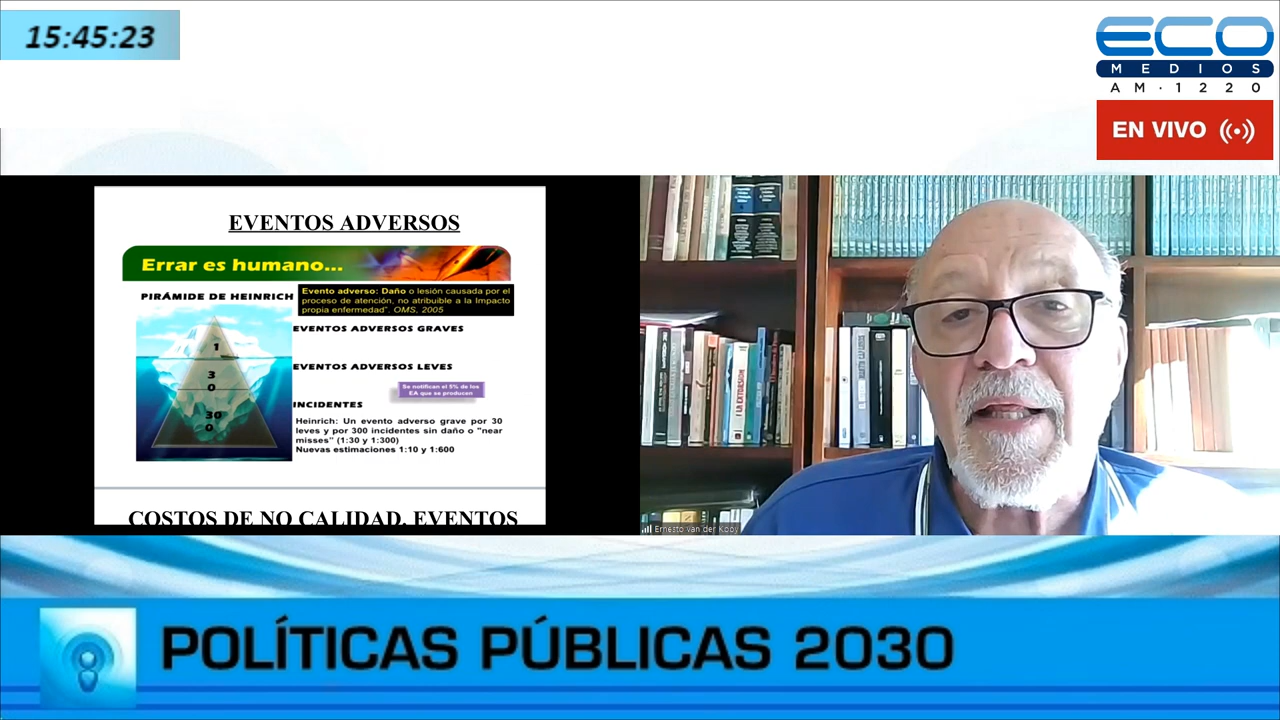 15:45:23
ECO
MEDIOS
AM·1220
EN VIVO
EVENTOS ADVERSOS
Errar es humano...
PIRÁMIDE DE HEINRICH
Evento adverso: Daño o lesión causada por el
proceso de atención, no atribuible a la Impacto
propia enfermedad". OMS, 2005
EVENTOS ADVERSOS GRAVES
1
EVENTOS ADVERSOS LEVES
3
0
Se notifican el 5% de los
EA que se producen
INCIDENTES
30
0
Heinrich: Un evento adverso grave por 30
leves y por 300 incidentes sin daño o "near
misses" (1:30 y 1:300)
Nuevas estimaciones 1:10 y 1:600
COSTOS DE NO CALIDAD, EVENTOS
Ernesto van der Kooy
POLÍTICAS PÚBLICAS 2030